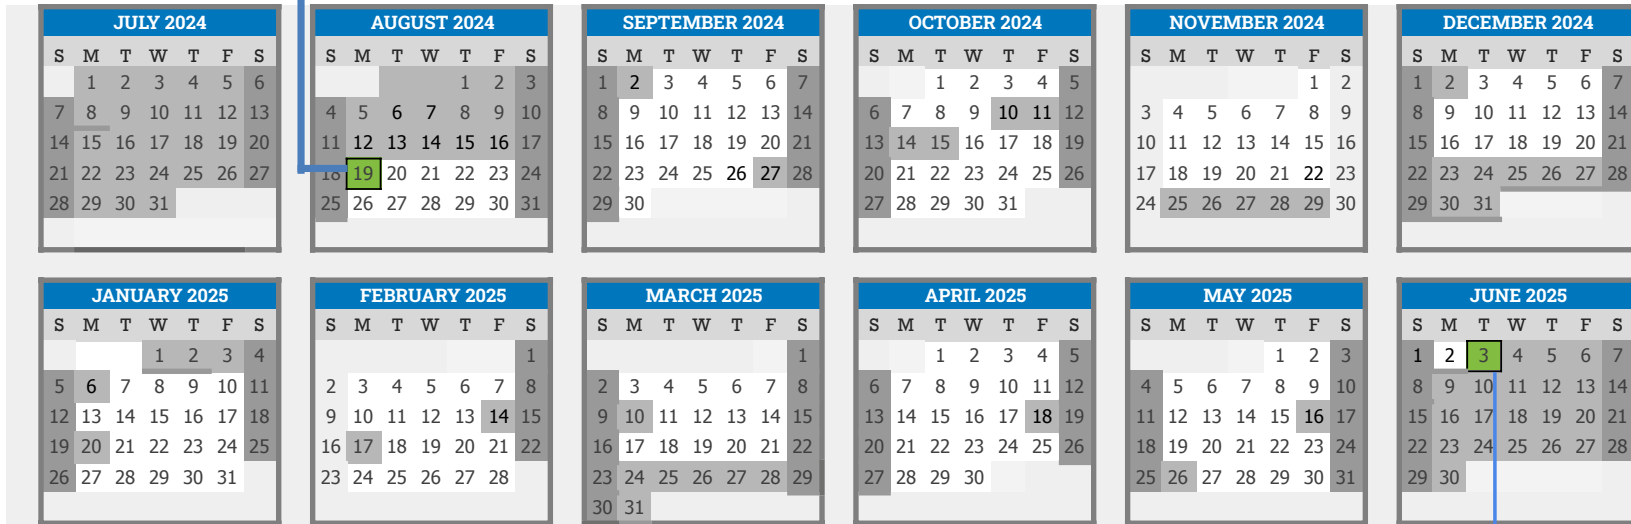 JULY 2024 AUGUST 2024 SEPTEMBER 2024 OCTOBER 2024 NOVEMBER 2024 DECEMBER 2024
S M T W T F S S M T W T F S S M T W T F S S M T W T F S S M T W T F S S M T W T F S
1 2 3 4 5 6 1 2 3 1 2 3 4 5 6 7 1 2 3 4 5 1 2 1 2 3 4 5 6 7
7 8 9 10 11 12 13 4 5 6 7 8 9 10 8 9 10 11 12 13 14 6 7 8 9 10 11 12 3 4 5 6 7 8 9 8 9 10 11 12 13 14
14 15 16 17 18 19 20 11 12 13 14 15 16 17 15 16 17 18 19 20 21 13 14 15 16 17 18 19 10 11 12 13 14 15 16 15 16 17 18 19 20 21
21 22 23 24 25 26 27 18 19 20 21 22 23 24 22 23 24 25 26 27 28 20 21 22 23 24 25 26 17 18 19 20 21 22 23 22 23 24 25 26 27 28
28 29 30 31 25 26 27 28 29 30 31 29 30 27 28 29 30 31 24 25 26 27 28 29 30 29 30 31
JANUARY 2025 FEBRUARY 2025 MARCH 2025 APRIL 2025 MAY 2025 JUNE 2025
S M T W T F S S M T W T F S S M T W T F S S M T W T F S S M T W T F S S M T W T F S
1 2 3 4 1 1 1 2 3 4 5 1 2 3 1 2 3 4 5 6 7
5 6 7 8 9 10 11 2 3 4 5 6 7 8 2 3 4 5 6 7 8 6 7 8 9 10 11 12 4 5 6 7 8 9 10 8 9 10 11 12 13 14
12 13 14 15 16 17 18 9 10 11 12 13 14 15 9 10 11 12 13 14 15 13 14 15 16 17 18 19 11 12 13 14 15 16 17 15 16 17 18 19 20 21
19 20 21 22 23 24 25 16 17 18 19 20 21 22 16 17 18 19 20 21 22 20 21 22 23 24 25 26 18 19 20 21 22 23 24 22 23 24 25 26 27 28
26 27 28 29 30 31 23 24 25 26 27 28 23 24 25 26 27 28 29 27 28 29 30 25 26 27 28 29 30 31 29 30
30 31